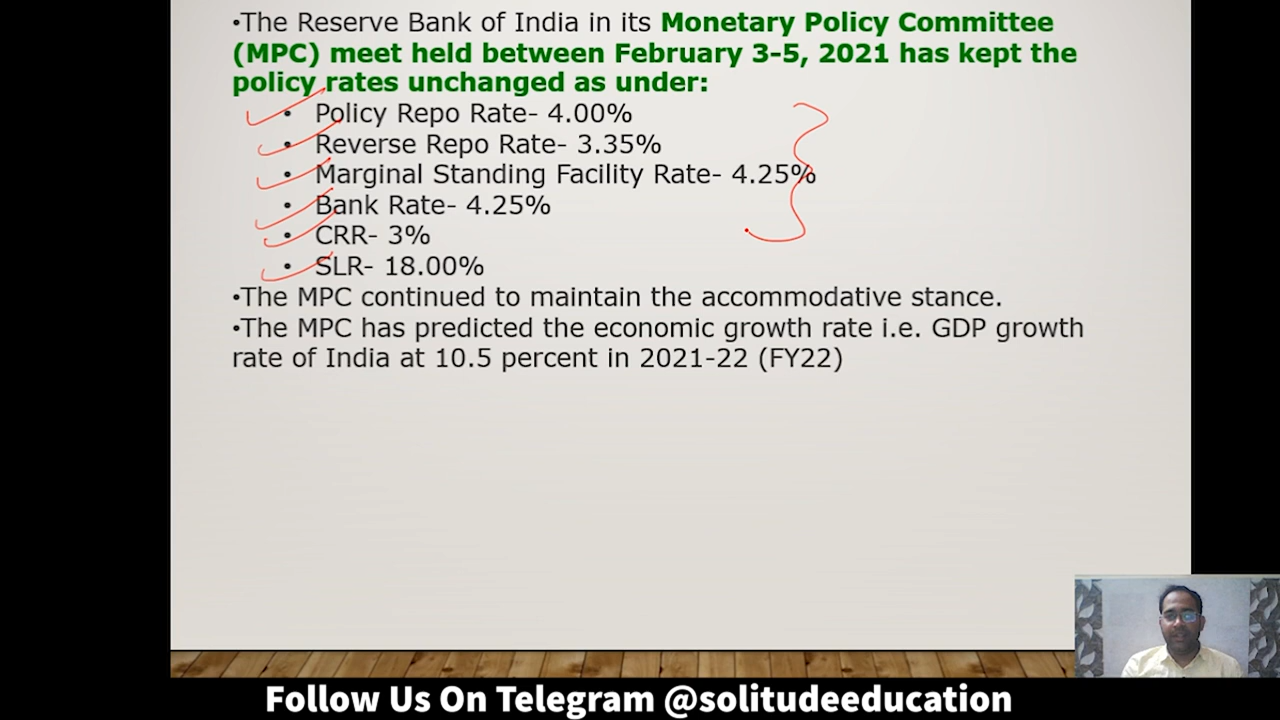 •The Reserve Bank of India in its Monetary Policy Committee
(MPC) meet held between February 3-5, 2021 has kept the
policy rates unchanged as under:
• Policy Repo Rate- 4.00%
• Reverse Repo Rate- 3.35%
• Marginal Standing Facility Rate- 4.25%
• Bank Rate- 4.25%
• CRR- 3%
• SLR- 18.00%
•The MPC continued to maintain the accommodative stance.
•The MPC has predicted the economic growth rate i.e. GDP growth
rate of India at 10.5 percent in 2021-22 (FY22)
Follow Us On Telegram @solitudeeducation